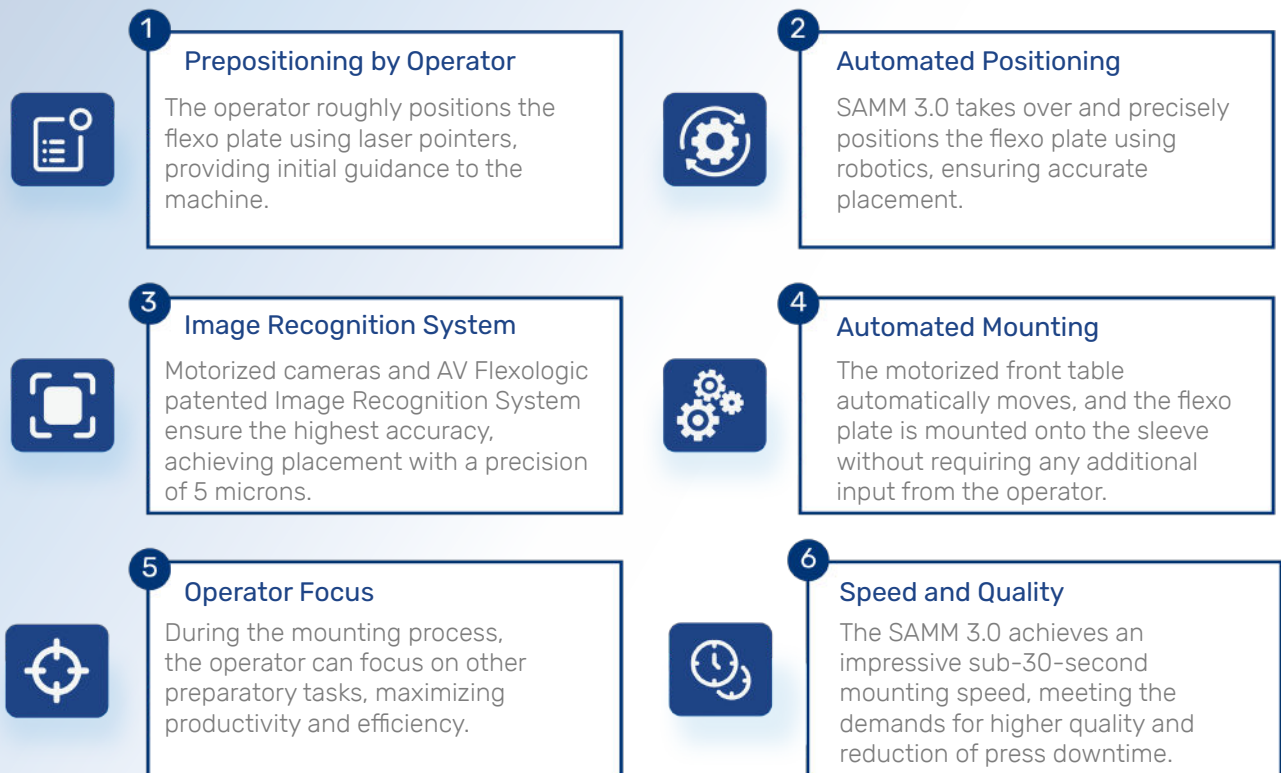 1
Prepositioning by Operator
The operator roughly positions the
flexo plate using laser pointers,
providing initial guidance to the
machine.
2
Automated Positioning
SAMM 3.0 takes over and precisely
positions the flexo plate using
robotics, ensuring accurate
placement.
3
Image Recognition System
Motorized cameras and AV Flexologic
patented Image Recognition System
ensure the highest accuracy,
achieving placement with a precision
of 5 microns.
4
Automated Mounting
The motorized front table
automatically moves, and the flexo
plate is mounted onto the sleeve
without requiring any additional
input from the operator.
5
Operator Focus
During the mounting process,
the operator can focus on other
preparatory tasks, maximizing
productivity and efficiency.
6
Speed and Quality
The SAMM 3.0 achieves an
impressive sub-30-second
mounting speed, meeting the
demands for higher quality and
reduction of press downtime.